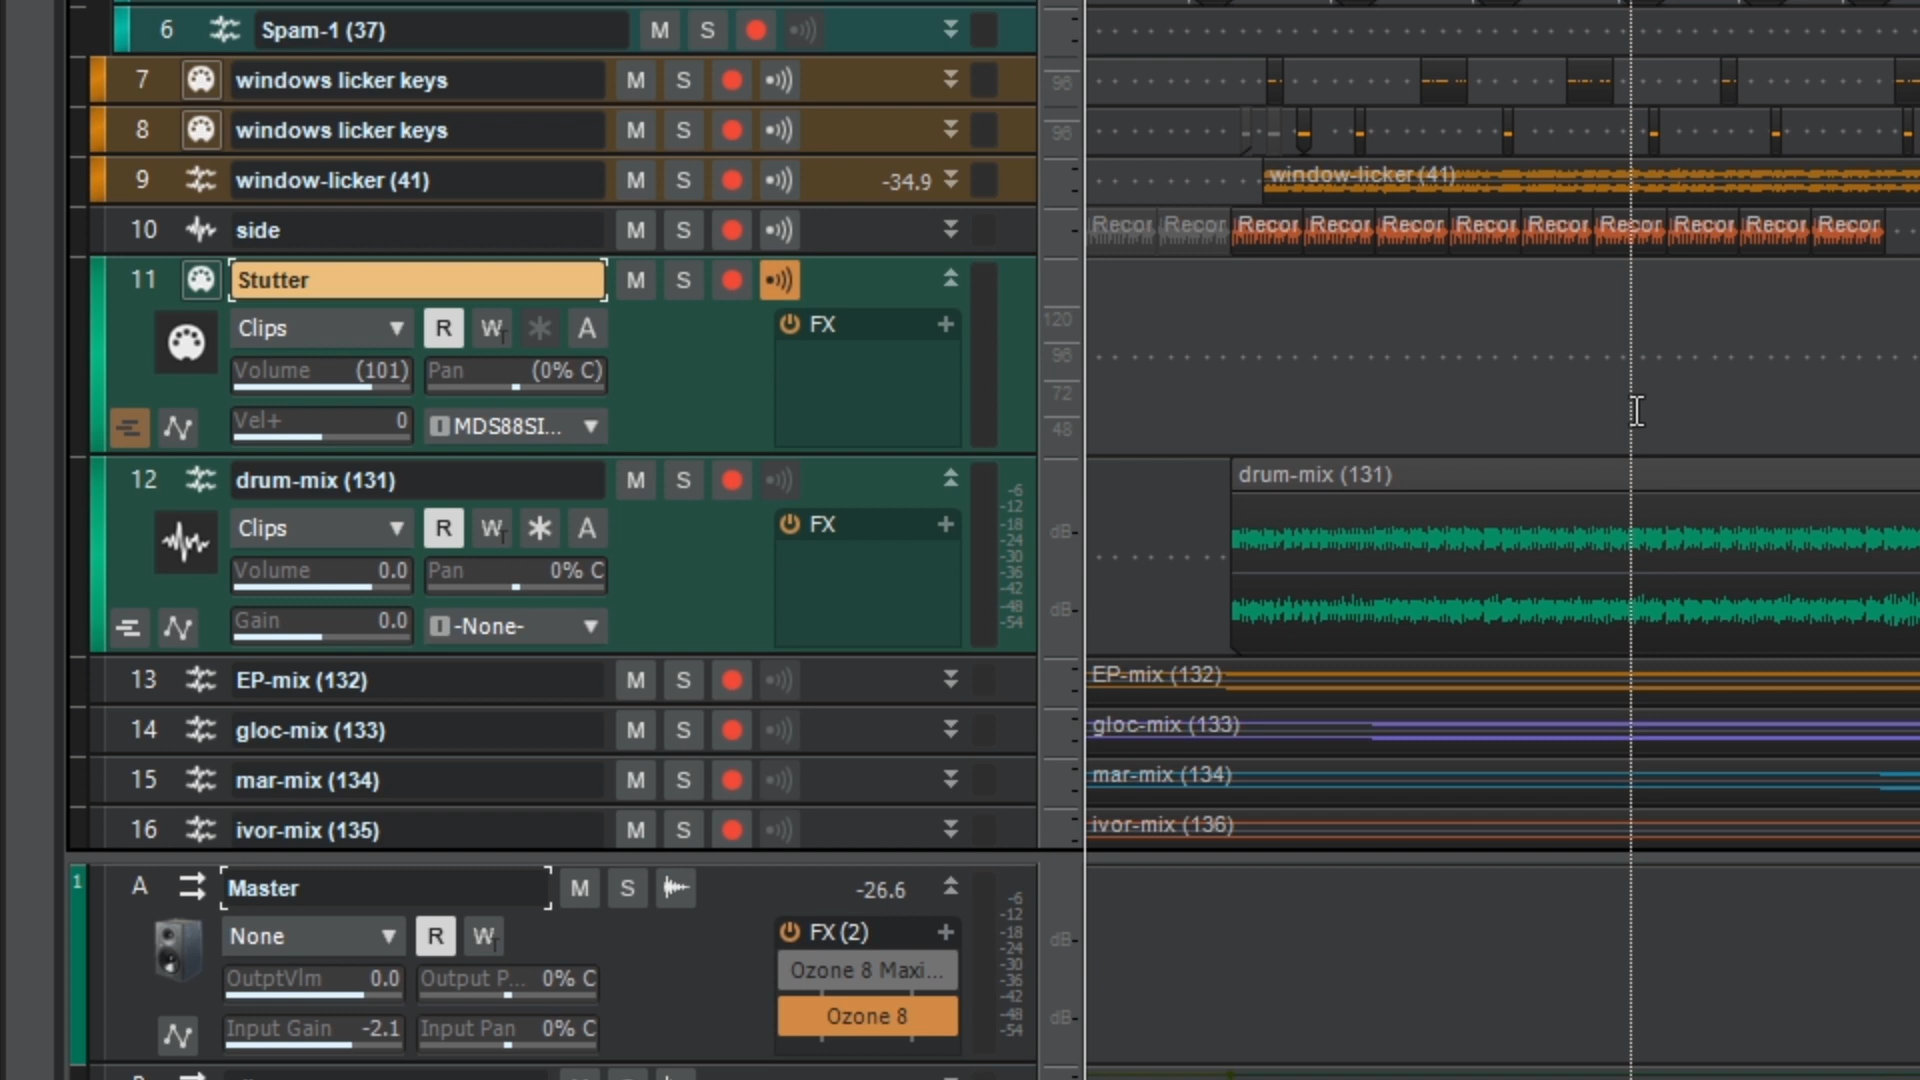 6 Spam-1 (37) M S
7 windows licker keys M S 96
8 windows licker keys M S 96
9 window-licker (41) M S -34.9 window-licker (41)
10 side M S Recor Recor Recor Recor Recor Recor Recor Recor Recor Recor Recor
11 Stutter M S
Clips R W A FX +
120
96
Volume (101) Pan (0% C)
72
Vel+ 0 MDS88SI...
48
12 drum-mix (131) M S drum-mix (131)
Clips R W A FX +
Volume 0.0 Pan 0% C
Gain 0.0 -None-
-6
-12
-18
-24
-30
-36
-42
-48
-54
dB-
dB-
13 EP-mix (132) M S EP-mix (132)
14 gloc-mix (133) M S gloc-mix (133)
15 mar-mix (134) M S mar-mix (134)
16 ivor-mix (135) M S ivor-mix (136)
1 A Master M S -26.6
None R W FX (2) +
OutptVlm 0.0 Output P... 0% C Ozone 8 Maxi...
Input Gain -2.1 Input Pan 0% C Ozone 8
-6
-12
-18
-24
-30
-36
-42
-48
-54
dB-
dB-